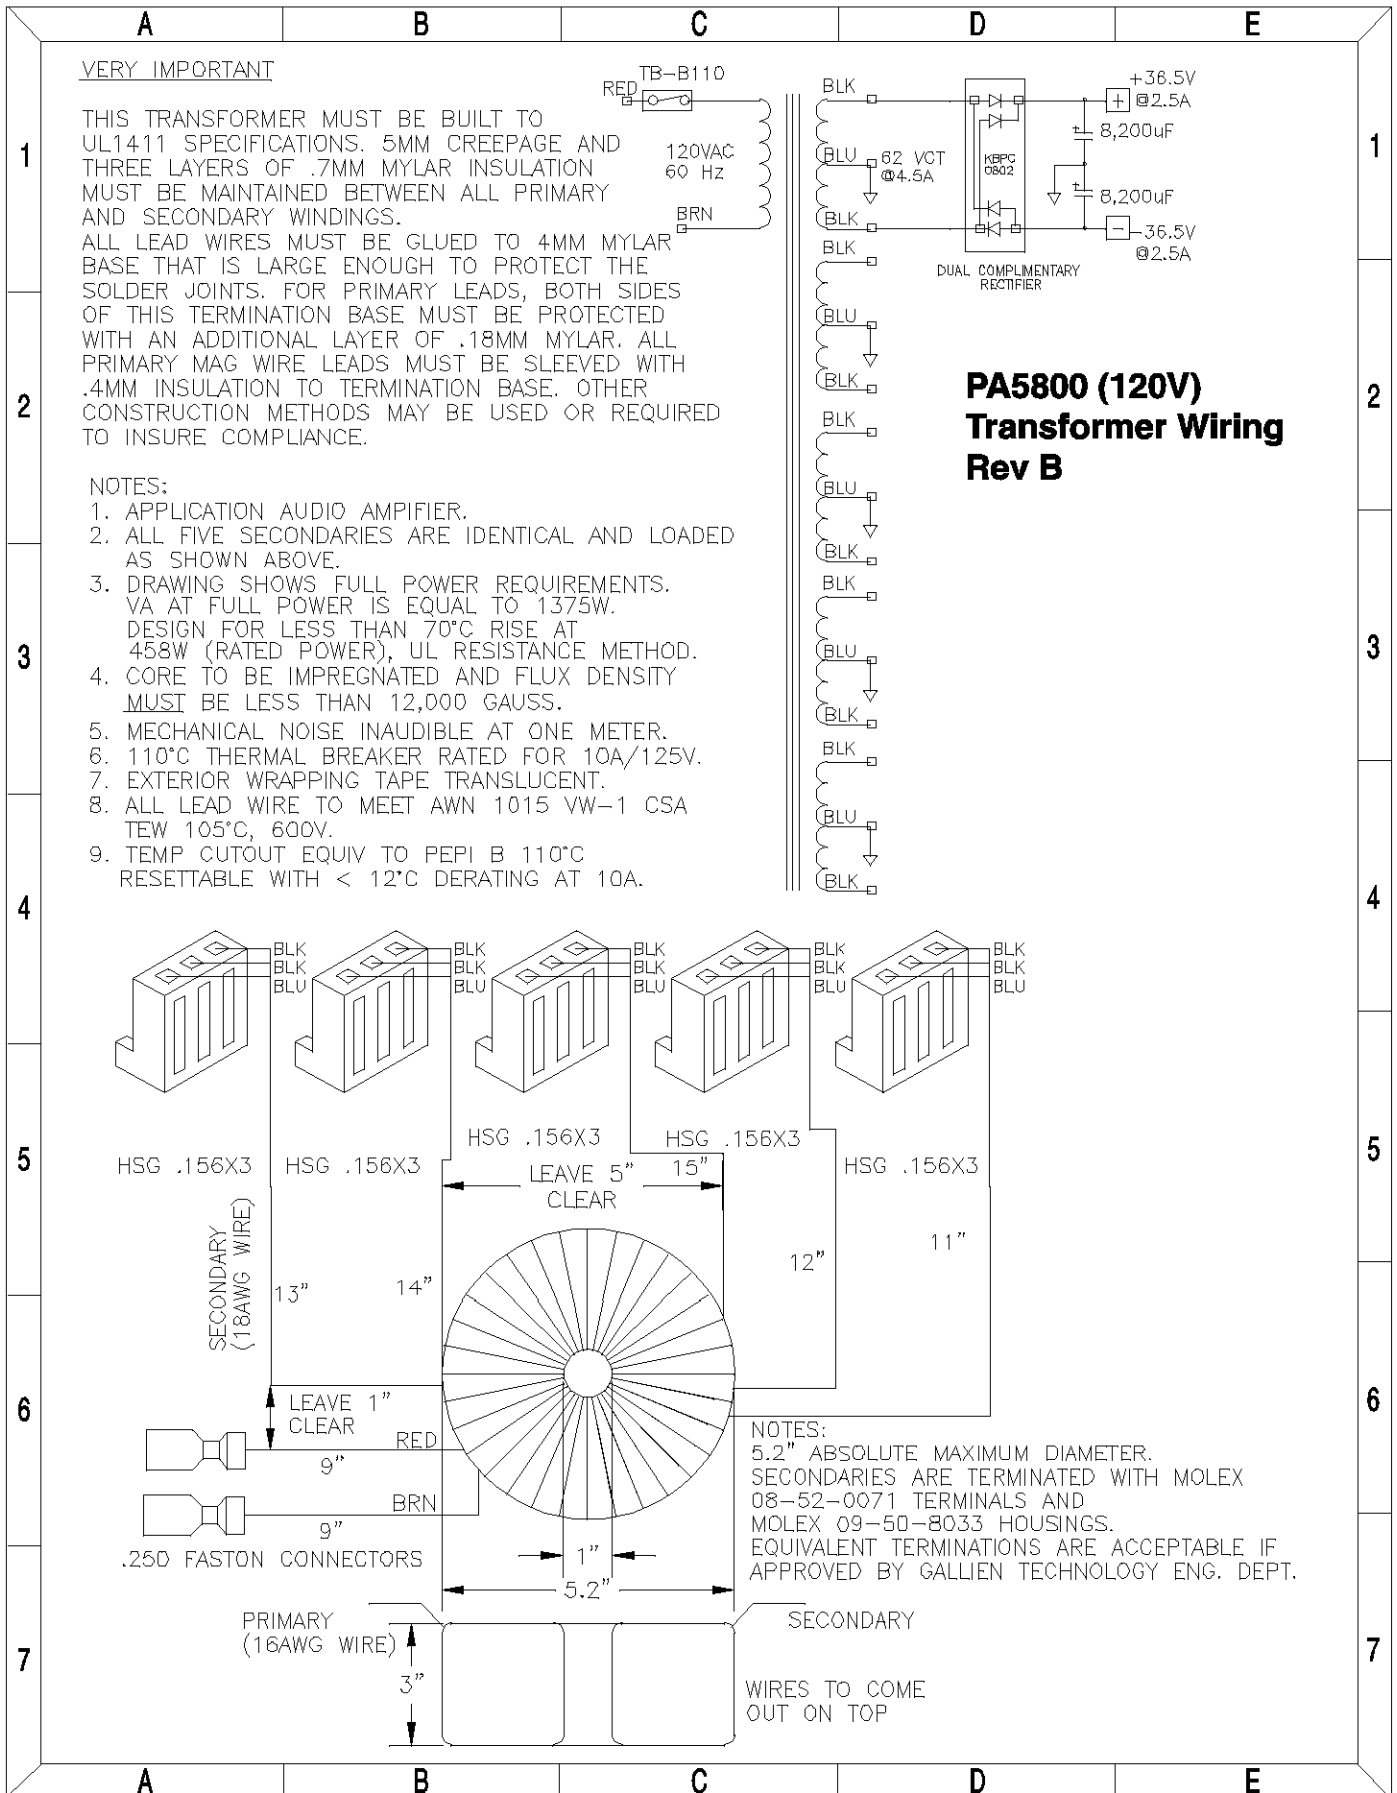 A B C D E
VERY IMPORTANT
THIS TRANSFORMER MUST BE BUILT TO
UL1411 SPECIFICATIONS. 5MM CREEPAGE AND
THREE LAYERS OF .7MM MYLAR INSULATION
MUST BE MAINTAINED BETWEEN ALL PRIMARY
AND SECONDARY WINDINGS.
ALL LEAD WIRES MUST BE GLUED TO 4MM MYLAR
BASE THAT IS LARGE ENOUGH TO PROTECT THE
SOLDER JOINTS. FOR PRIMARY LEADS, BOTH SIDES
OF THIS TERMINATION BASE MUST BE PROTECTED
WITH AN ADDITIONAL LAYER OF .18MM MYLAR. ALL
PRIMARY MAG WIRE LEADS MUST BE SLEEVED WITH
.4MM INSULATION TO TERMINATION BASE. OTHER
CONSTRUCTION METHODS MAY BE USED OR REQUIRED
TO INSURE COMPLIANCE.
NOTES:
1. APPLICATION AUDIO AMPIFIER.
2. ALL FIVE SECONDARIES ARE IDENTICAL AND LOADED
AS SHOWN ABOVE.
3. DRAWING SHOWS FULL POWER REQUIREMENTS.
VA AT FULL POWER IS EQUAL TO 1375W.
DESIGN FOR LESS THAN 70°C RISE AT
458W (RATED POWER), UL RESISTANCE METHOD.
4. CORE TO BE IMPREGNATED AND FLUX DENSITY
MUST BE LESS THAN 12,000 GAUSS.
5. MECHANICAL NOISE INAUDIBLE AT ONE METER.
6. 110°C THERMAL BREAKER RATED FOR 10A/125V.
7. EXTERIOR WRAPPING TAPE TRANSLUCENT.
8. ALL LEAD WIRE TO MEET AWN 1015 VW-1 CSA
TEW 105°C, 600V.
9. TEMP CUTOUT EQUIV TO PEPI B 110°C
RESETTABLE WITH < 12°C DERATING AT 10A.
TB-B110
RED
120VAC
60 Hz
BRN
BLK
BLU
BLK
62 VCT
@4.5A
KBPC
0802
DUAL COMPLIMENTARY
RECTIFIER
+36.5V
@2.5A
+
+
8,200uF
+
8,200uF
-
-36.5V
@2.5A
BLK
BLU
BLK
BLK
BLU
BLK
BLK
BLU
BLK
BLK
BLU
BLK
PA5800 (120V)
Transformer Wiring
Rev B
1 1
2 2
3 3
4 4
5 5
6 6
7 7
BLK
BLK
BLU
BLK
BLK
BLU
BLK
BLK
BLU
BLK
BLK
BLU
BLK
BLK
BLU
HSG .156X3
HSG .156X3
HSG .156X3
HSG .156X3
HSG .156X3
LEAVE 5"
CLEAR
15"
SECONDARY
(18AWG WIRE)
13"
14"
12"
11"
LEAVE 1"
CLEAR
RED
9"
BRN
9"
.250 FASTON CONNECTORS
1"
5.2"
NOTES:
5.2" ABSOLUTE MAXIMUM DIAMETER.
SECONDARIES ARE TERMINATED WITH MOLEX
08-52-0071 TERMINALS AND
MOLEX 09-50-8033 HOUSINGS.
EQUIVALENT TERMINATIONS ARE ACCEPTABLE IF
APPROVED BY GALLIEN TECHNOLOGY ENG. DEPT.
PRIMARY
(16AWG WIRE)
SECONDARY
3"
WIRES TO COME
OUT ON TOP
A B C D E